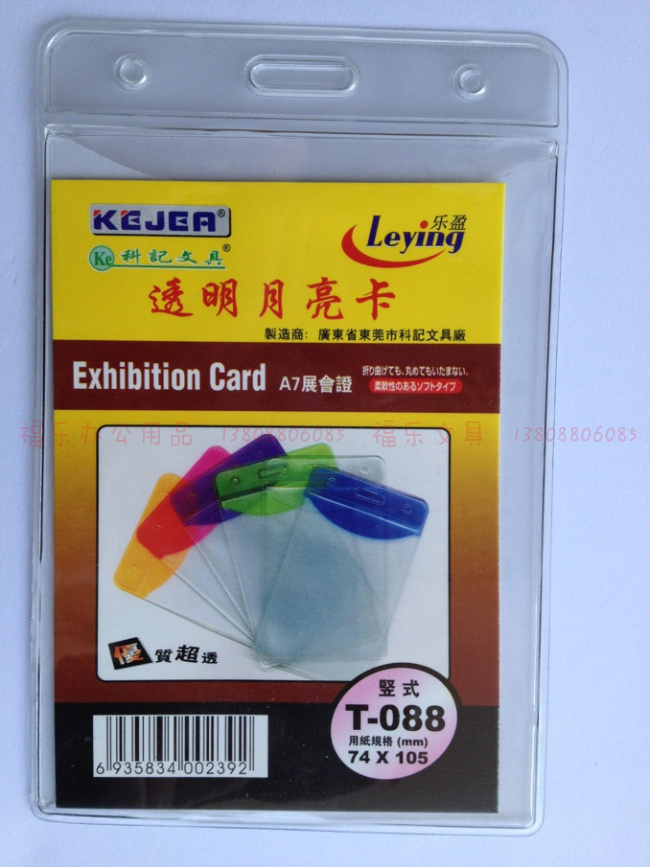 KEJEA®
Ke 科記文具®
乐盈
Leying
透明月亮卡
製造商: 廣東省東莞市科記文具廠
Exhibition Card A7展會證
折り曲げても、丸めてもいたまない。
柔軟性のあるソフトタイプ
福乐办公用品 13808806085 福乐文具 13808806085
優質超透
竪式
T-088
用紙規格 (mm)
74 X 105
6 935834 002392